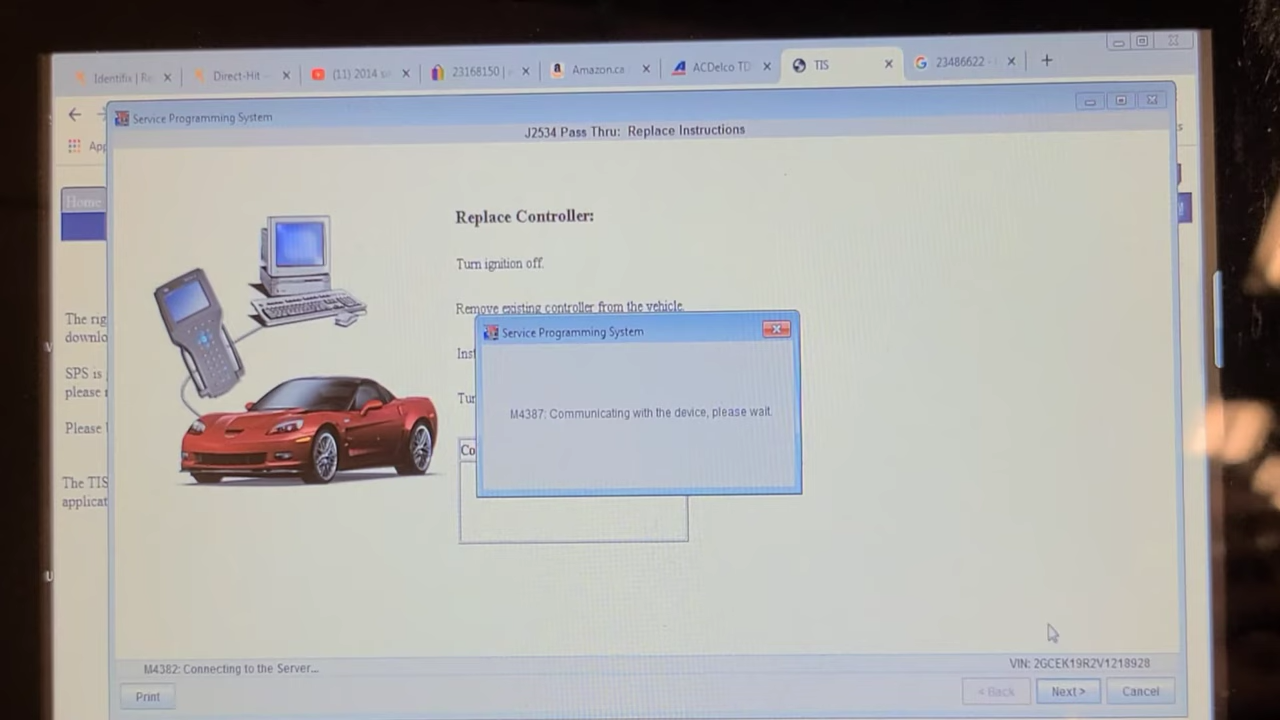 Identifix | Re
Direct-Hit -
(11) 2014 s
23168150 |
Amazon.ca
ACDelco TD
TIS
23486622 -
App
Service Programming System
J2534 Pass Thru: Replace Instructions
Home
Replace Controller:
Turn ignition off.
Remove existing controller from the vehicle.
The rig
downlo
Service Programming System
Inst
SPS is
please
Tur
M4387: Communicating with the device, please wait.
Please
Co
The TIS
applicat
M4382: Connecting to the Server...
VIN: 2GCEK19R2V1218928
Print
< Back
Next >
Cancel